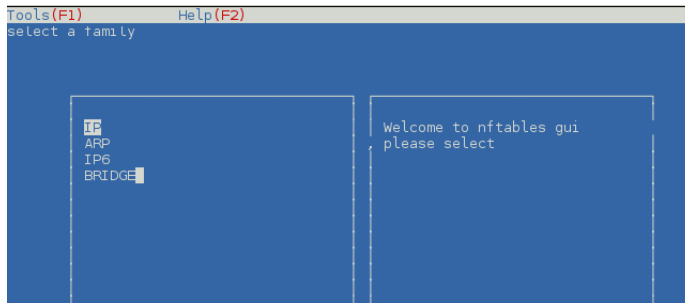 Tools(F1) Help(F2)
select a family
IP
ARP
IP6
BRIDGE
Welcome to nftables gui
, please select